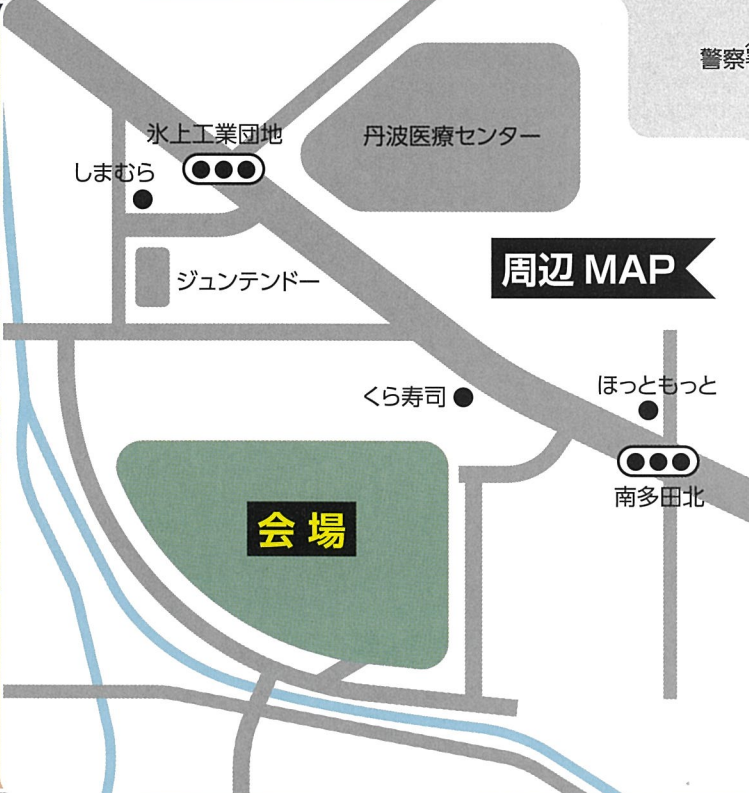 警察
氷上工業団地
丹波医療センター
しまむら
周辺 MAP
ジュンテンドー
くら寿司
ほっともっと
南多田北
会場